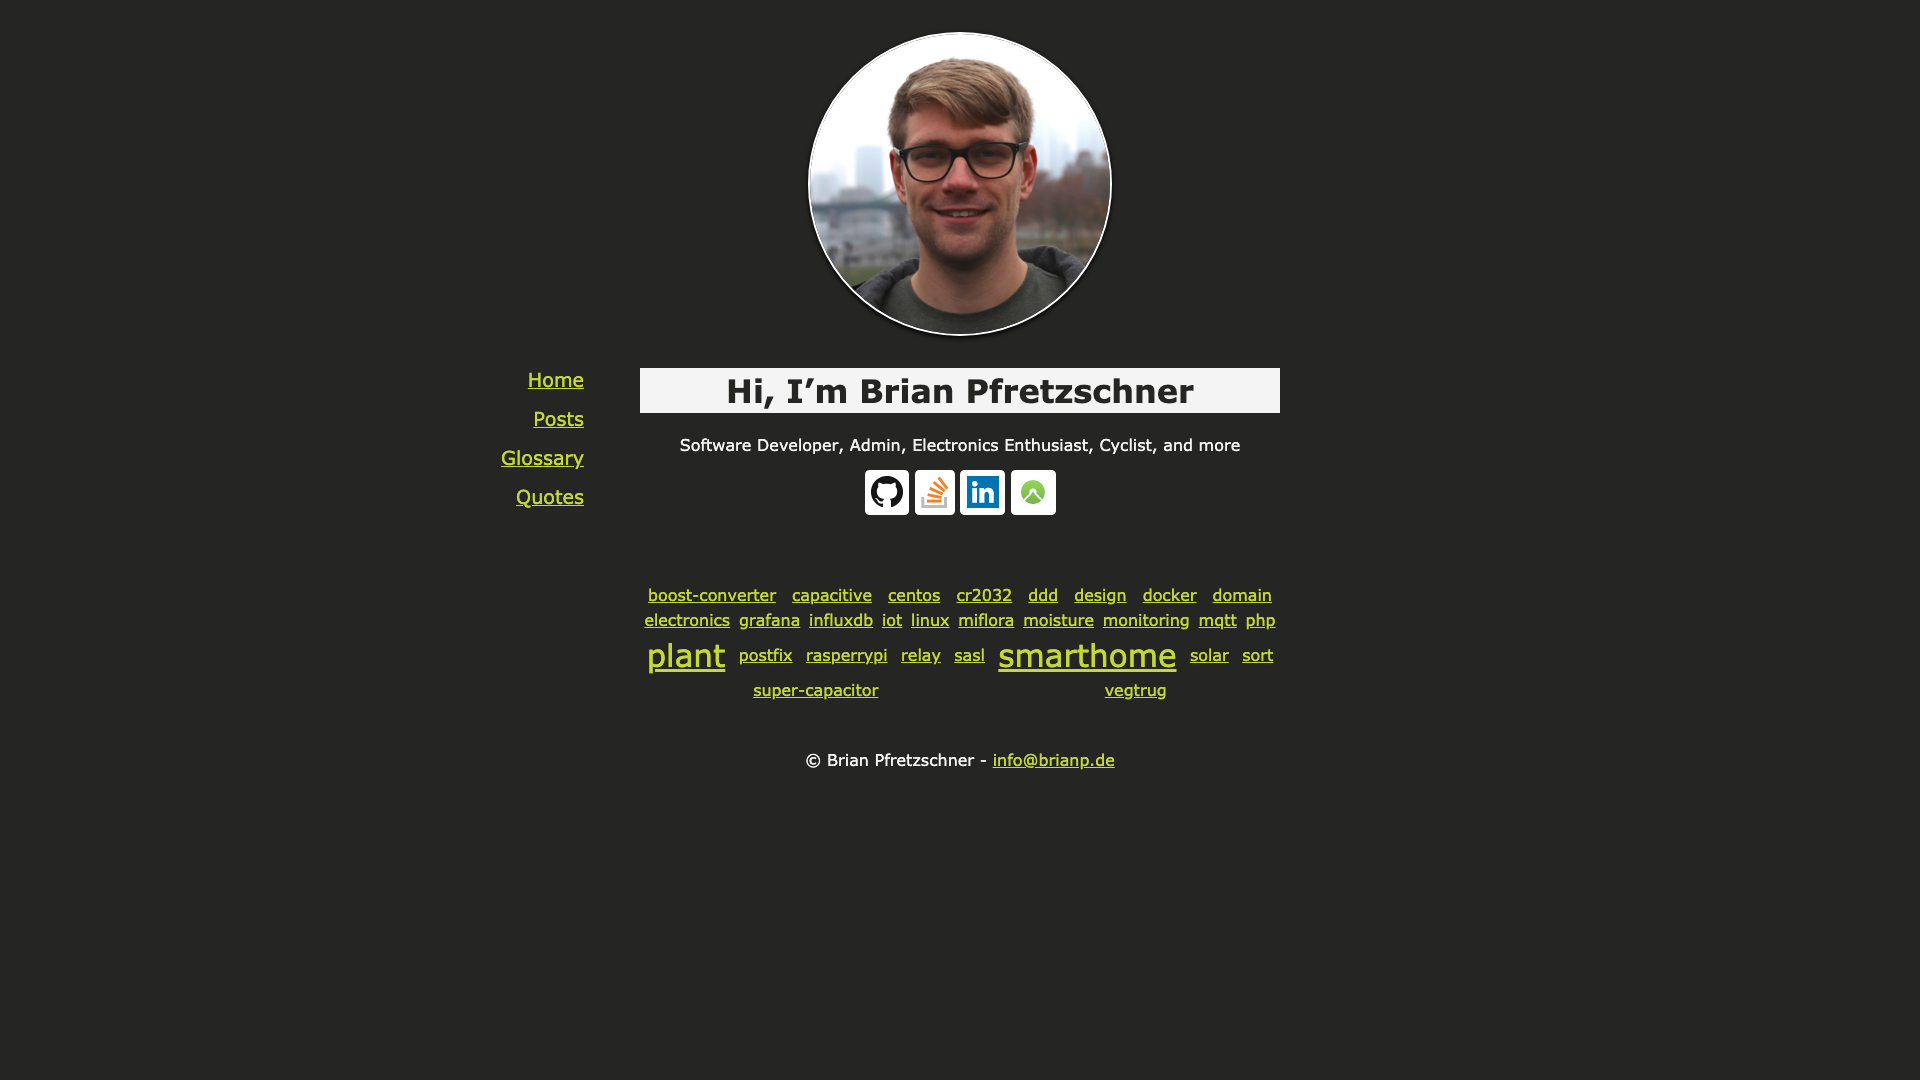 Home
Posts
Glossary
Quotes
Hi, I’m Brian Pfretzschner
Software Developer, Admin, Electronics Enthusiast, Cyclist, and more
in
boost-converter capacitive centos cr2032 ddd design docker domain
electronics grafana influxdb iot linux miflora moisture monitoring mqtt php
plant postfix rasperrypi relay sasl smarthome solar sort
super-capacitor vegtrug
© Brian Pfretzschner - info@brianp.de